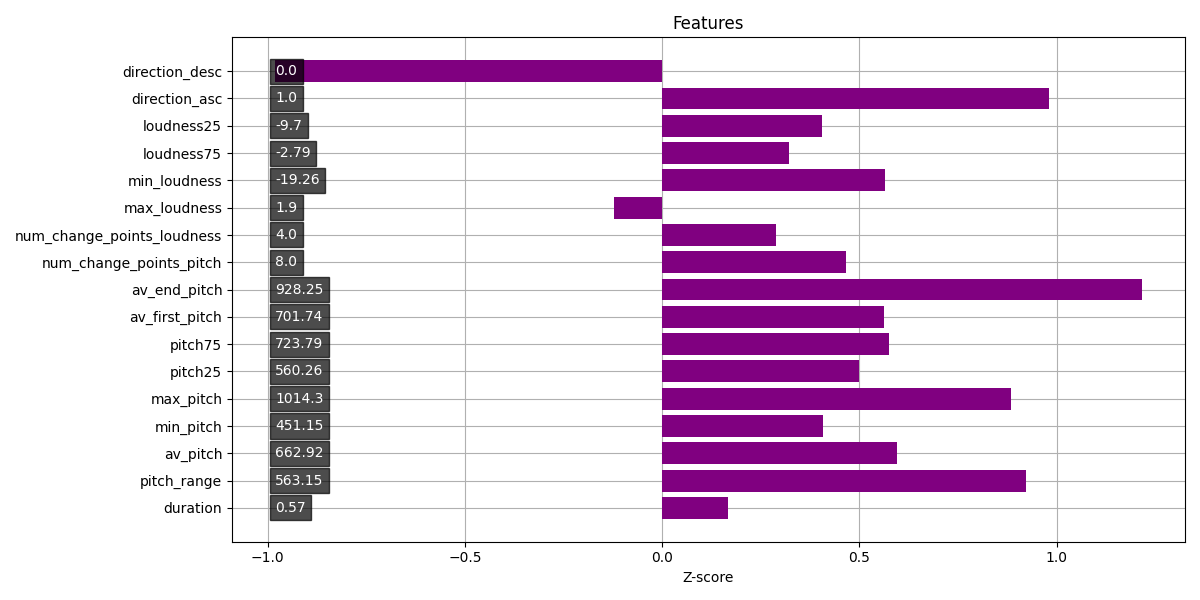 Features
direction_desc 0.0
direction_asc 1.0
loudness25 -9.7
loudness75 -2.79
min_loudness -19.26
max_loudness 1.9
num_change_points_loudness 4.0
num_change_points_pitch 8.0
av_end_pitch 928.25
av_first_pitch 701.74
pitch75 723.79
pitch25 560.26
max_pitch 1014.3
min_pitch 451.15
av_pitch 662.92
pitch_range 563.15
duration 0.57
−1.0 −0.5 0.0 0.5 1.0
Z-score